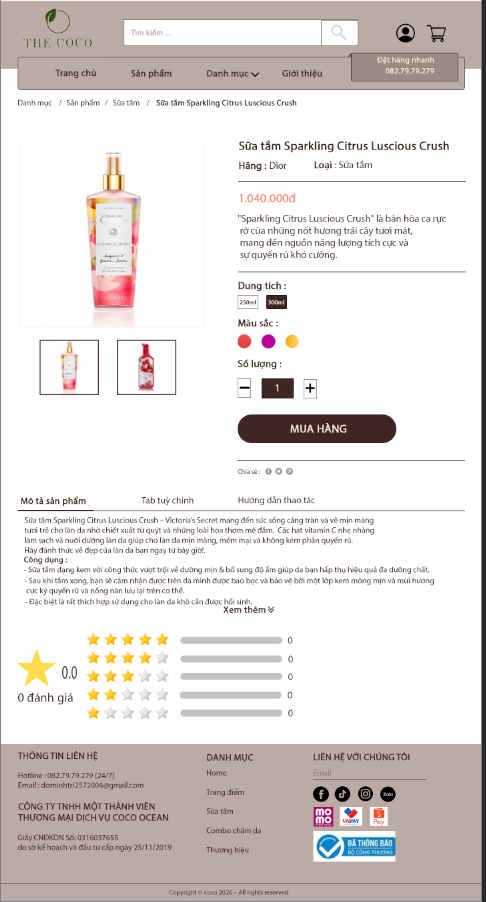 THE COCO
Tìm kiếm ...
Trang chủ
Sản phẩm
Danh mục
Giới thiệu
Đặt hàng nhanh
082.79.79.279
Danh mục / Sản phẩm / Sữa tắm / Sữa tắm Sparkling Citrus Luscious Crush
Sữa tắm Sparkling Citrus Luscious Crush
Hãng : Dior
Loại : Sữa tắm
1.040.000đ
"Sparkling Citrus Luscious Crush" là bản hòa ca rực
rỡ của những nốt hương trái cây tươi mát,
mang đến nguồn năng lượng tích cực và
sự quyến rũ khó cưỡng.
LUSCIOUS CRUSH
Dung tích :
250ml
300ml
Màu sắc :
Số lượng :
1
MUA HÀNG
Chia sẻ :
Mô tả sản phẩm
Tab tuỳ chỉnh
Hướng dẫn thao tác
Sữa tắm Sparkling Citrus Luscious Crush – Victoria's Secret mang đến sức sống căng tràn và vẻ mịn màng
tươi trẻ cho làn da nhờ chiết xuất từ quýt và những loài hoa thơm mê đắm. Các hạt vitamin C nhẹ nhàng
làm sạch và nuôi dưỡng làn da giúp cho làn da mịn màng, mềm mại và không kém phần quyến rũ.
Hãy đánh thức vẻ đẹp của làn da bạn ngay từ bây giờ!.
Công dụng :
- Sữa tắm dạng kem với công thức vượt trội về dưỡng mịn & bổ sung độ ẩm giúp da bạn hấp thụ hiệu quả đa dưỡng chất.
- Sau khi tắm xong, bạn sẽ cảm nhận được trên da mình được bao bọc và bảo vệ bởi một lớp kem mỏng mịn và mùi hương
cực kỳ quyến rũ và nồng nàn lưu lại trên cơ thể.
- Đặc biệt là rất thích hợp sử dụng cho làn da khô cần được hồi sinh.
Xem thêm
0.0
0 đánh giá
0
0
0
0
0
THÔNG TIN LIÊN HỆ
Hotline : 082.79.79.279 (24/7)
Email : dominhtri2572006@gmail.com
CÔNG TY TNHH MỘT THÀNH VIÊN
THƯƠNG MẠI DỊCH VỤ COCO OCEAN
Giấy CNĐKDN Số: 0316037655
do sở kế hoạch và đầu tư cấp ngày 25/11/2019
DANH MỤC
Home
Trang điểm
Sữa tắm
Combo chăm da
Thương hiệu
LIÊN HỆ VỚI CHÚNG TÔI
Email
Zalo
MOMO
VNPAY
Pay
ĐÃ THÔNG BÁO
BỘ CÔNG THƯƠNG
Copyright © coco 2026 – All rights reserved